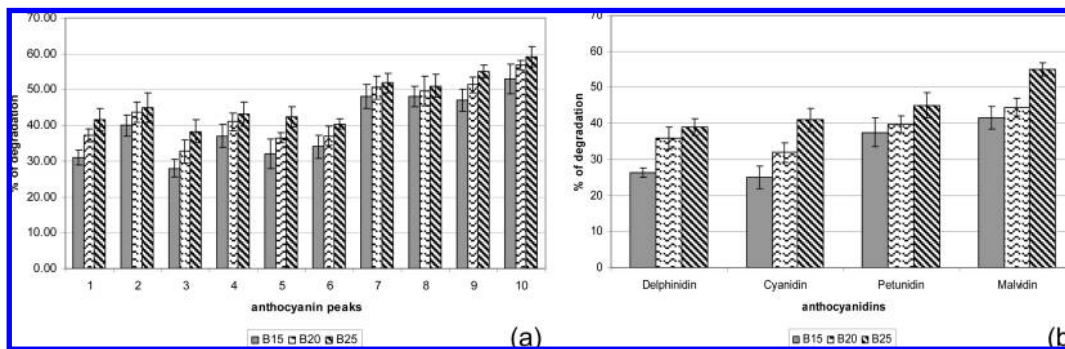 70.00
60.00
50.00
40.00
30.00
20.00
10.00
0.00
% of degradation
1 2 3 4 5 6 7 8 9 10
anthocyanin peaks
B15 B20 B25
(a)
70
60
50
40
30
20
10
0
% of degradation
Delphinidin Cyanidin Petunidin Malvidin
anthocyanidins
B15 B20 B25
(b